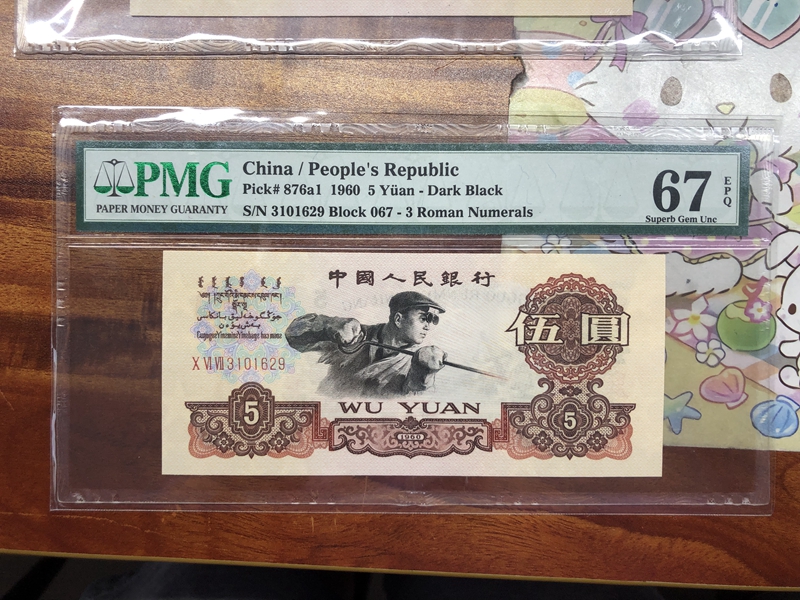 PMG
PAPER MONEY GUARANTY
China / People's Republic
Pick# 876a1 1960 5 Yüan - Dark Black
S/N 3101629 Block 067 - 3 Roman Numerals
67
EPQ
Superb Gem Unc
中國人民銀行
X VI VII 3101629
伍圓
5
WU YUAN
1960
5